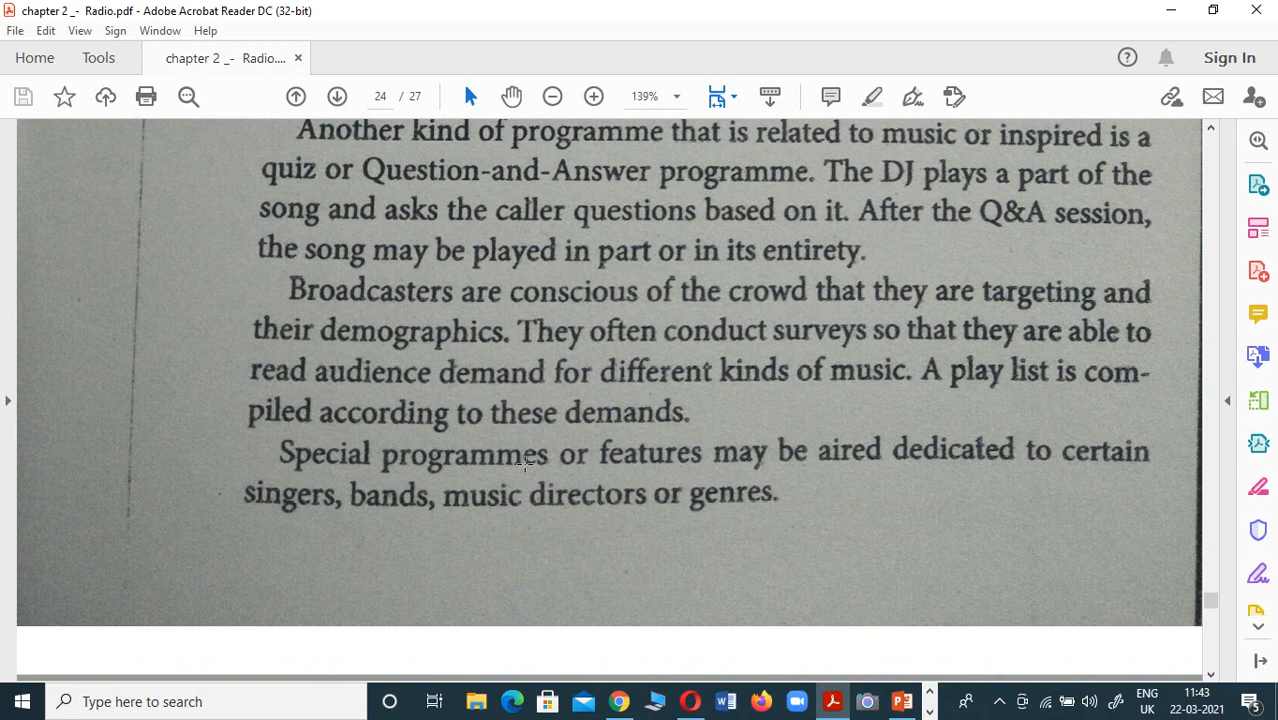 chapter 2 _- Radio.pdf - Adobe Acrobat Reader DC (32-bit)
File Edit View Sign Window Help
Home Tools chapter 2 _- Radio.... × Sign In
24 / 27 139%
Another kind of programme that is related to music or inspired is a
quiz or Question-and-Answer programme. The DJ plays a part of the
song and asks the caller questions based on it. After the Q&A session,
the song may be played in part or in its entirety.
Broadcasters are conscious of the crowd that they are targeting and
their demographics. They often conduct surveys so that they are able to
read audience demand for different kinds of music. A play list is com-
piled according to these demands.
Special programmes or features may be aired dedicated to certain
singers, bands, music directors or genres.
Type here to search
ENG 11:43
UK 22-03-2021 5